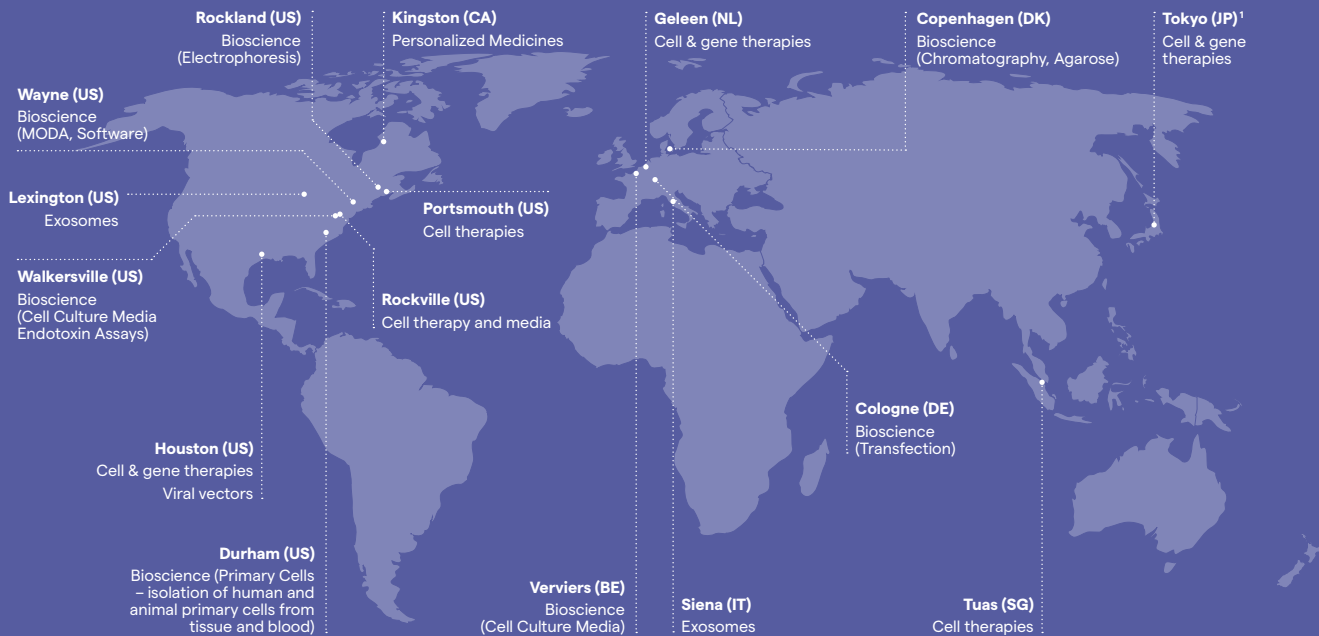 Rockland (US)
Bioscience
(Electrophoresis)
Kingston (CA)
Personalized Medicines
Geleen (NL)
Cell & gene therapies
Copenhagen (DK)
Bioscience
(Chromatography, Agarose)
Tokyo (JP)¹
Cell & gene
therapies
Wayne (US)
Bioscience
(MODA, Software)
Lexington (US)
Exosomes
Portsmouth (US)
Cell therapies
Walkersville (US)
Bioscience
(Cell Culture Media
Endotoxin Assays)
Rockville (US)
Cell therapy and media
Cologne (DE)
Bioscience
(Transfection)
Houston (US)
Cell & gene therapies
Viral vectors
Durham (US)
Bioscience (Primary Cells
– isolation of human and
animal primary cells from
tissue and blood)
Verviers (BE)
Bioscience
(Cell Culture Media)
Siena (IT)
Exosomes
Tuas (SG)
Cell therapies